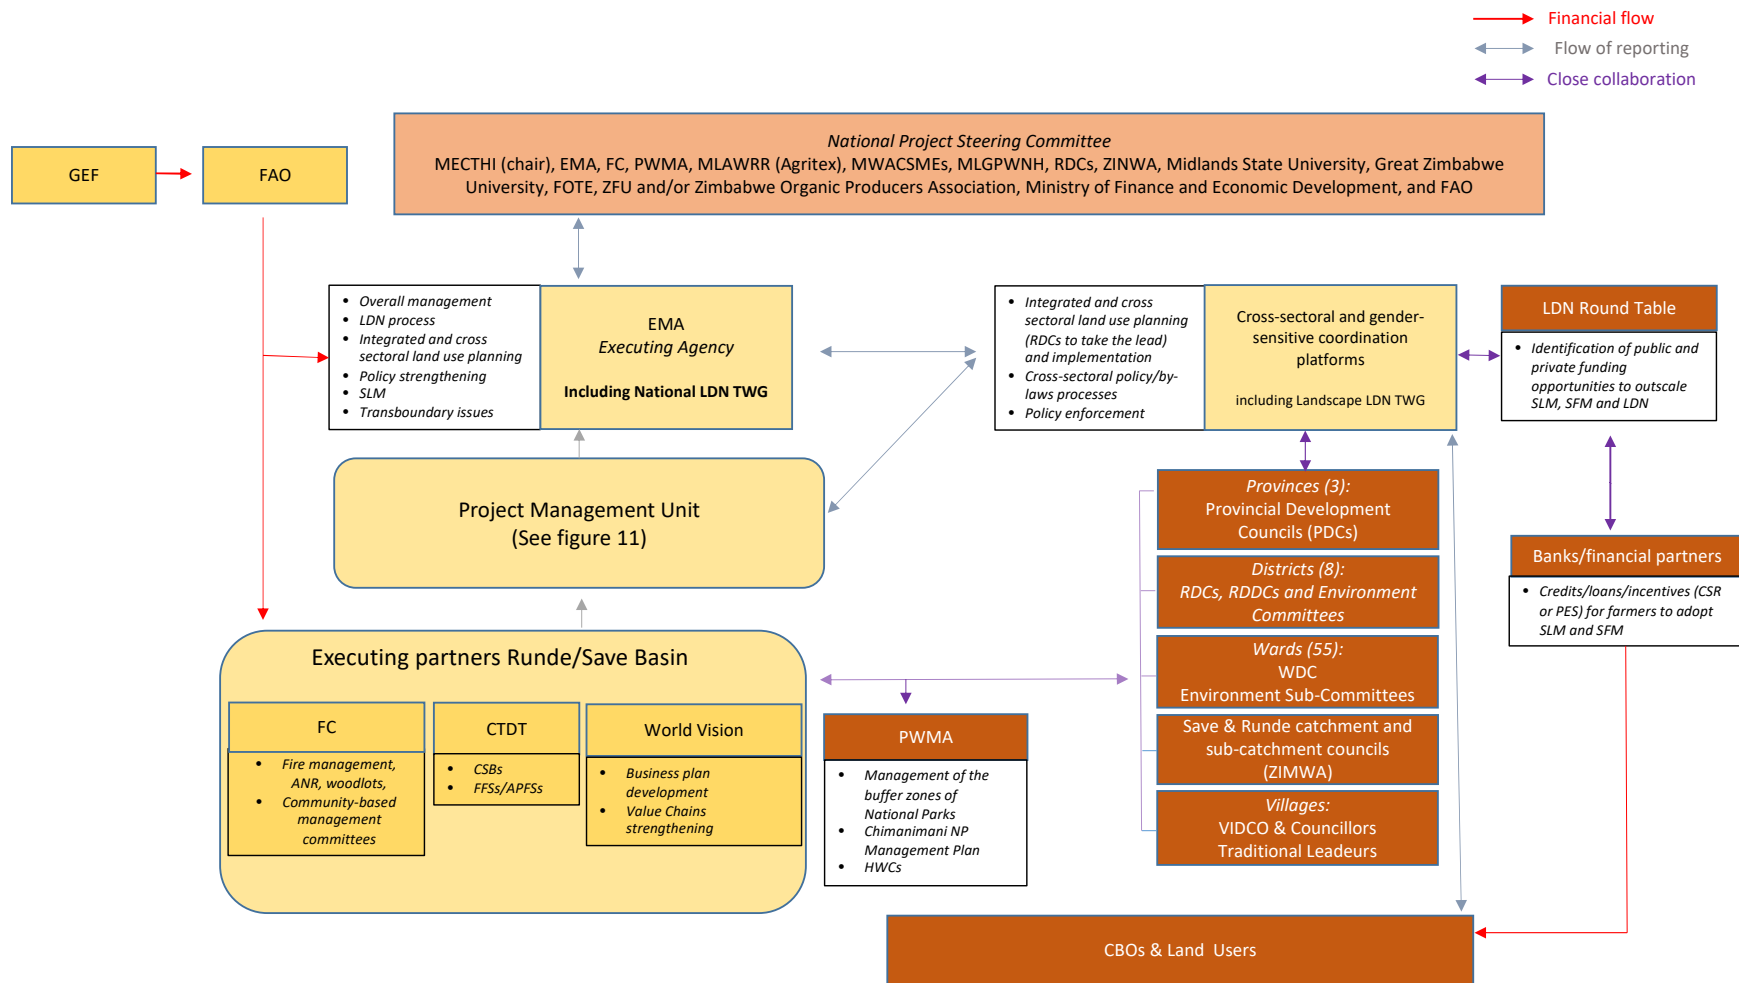 Financial flow
Flow of reporting
Close collaboration
National Project Steering Committee
MECTHI (chair), EMA, FC, PWMA, MLAWRR (Agritex), MWACSMEs, MLGPWNH, RDCs, ZINWA, Midlands State University, Great Zimbabwe
University, FOTE, ZFU and/or Zimbabwe Organic Producers Association, Ministry of Finance and Economic Development, and FAO
GEF
FAO
• Overall management
• LDN process
• Integrated and cross
sectoral land use planning
• Policy strengthening
• SLM
• Transboundary issues
EMA
Executing Agency
Including National LDN TWG
• Integrated and cross
sectoral land use planning
(RDCs to take the lead)
and implementation
• Cross-sectoral policy/by-
laws processes
• Policy enforcement
Cross-sectoral and gender-
sensitive coordination
platforms
including Landscape LDN TWG
LDN Round Table
• Identification of public and
private funding
opportunities to outscale
SLM, SFM and LDN
Project Management Unit
(See figure 11)
Provinces (3):
Provincial Development
Councils (PDCs)
Districts (8):
RDCs, RDDCs and Environment
Committees
Wards (55):
WDC
Environment Sub-Committees
Save & Runde catchment and
sub-catchment councils
(ZIMWA)
Villages:
VIDCO & Councillors
Traditional Leadeurs
Banks/financial partners
• Credits/loans/incentives (CSR
or PES) for farmers to adopt
SLM and SFM
Executing partners Runde/Save Basin
FC
• Fire management,
ANR, woodlots,
• Community-based
management
committees
CTDT
• CSBs
• FFSs/APFSs
World Vision
• Business plan
development
• Value Chains
strengthening
PWMA
• Management of the
buffer zones of
National Parks
• Chimanimani NP
Management Plan
• HWCs
CBOs & Land Users